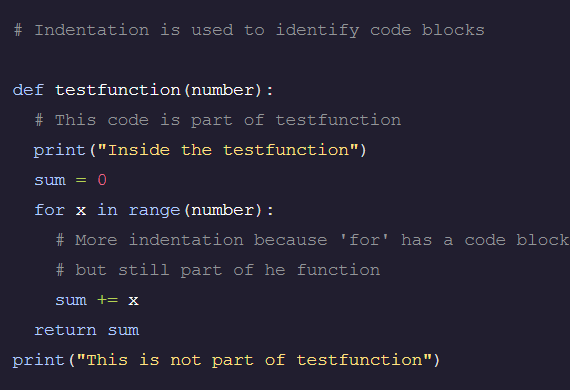 # Indentation is used to identify code blocks
def testfunction(number):
# This code is part of testfunction
print("Inside the testfunction")
sum = 0
for x in range(number):
# More indentation because 'for' has a code block
# but still part of he function
sum += x
return sum
print("This is not part of testfunction")